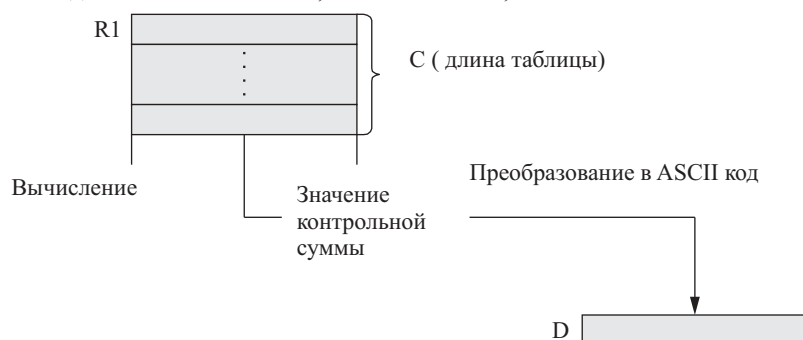 R1
C ( длина таблицы)
Вычисление
Преобразование в ASCII код
Значение
контрольной
суммы
D